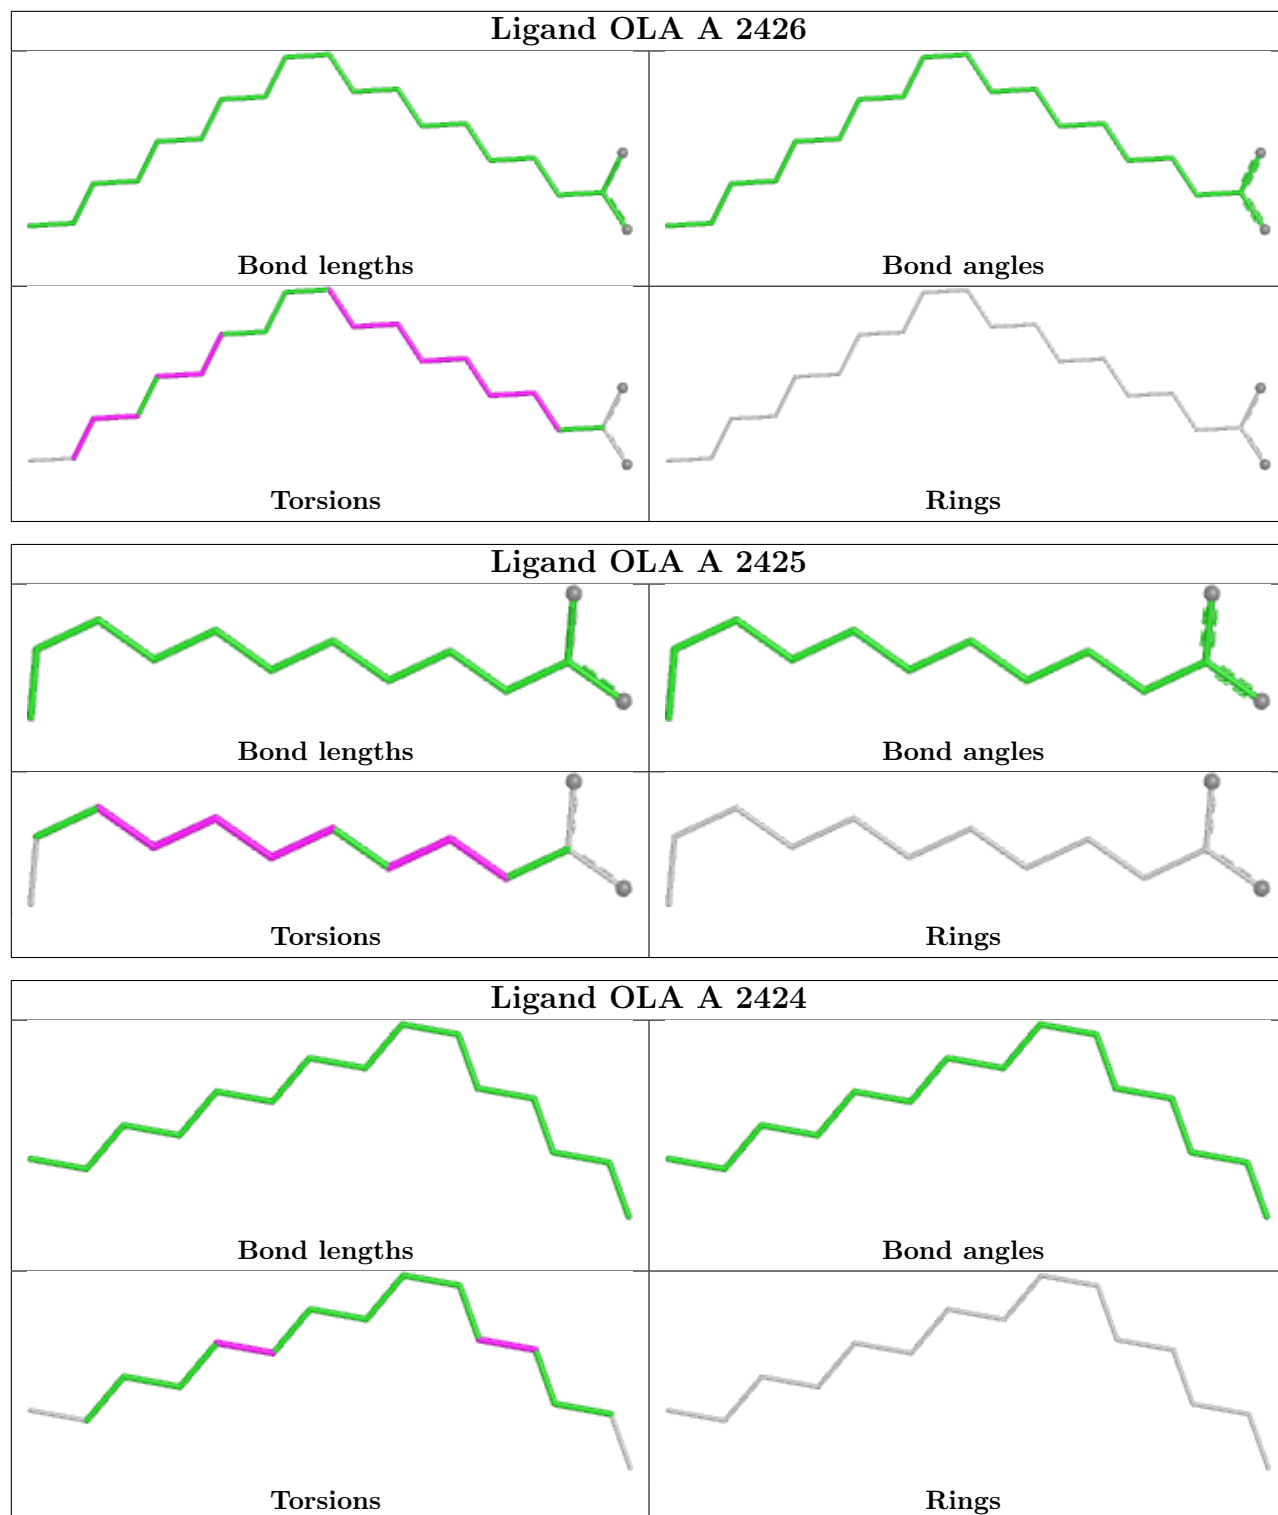 Ligand OLA A 2426
Bond lengths
Bond angles
Torsions
Rings
Ligand OLA A 2425
Bond lengths
Bond angles
Torsions
Rings
Ligand OLA A 2424
Bond lengths
Bond angles
Torsions
Rings